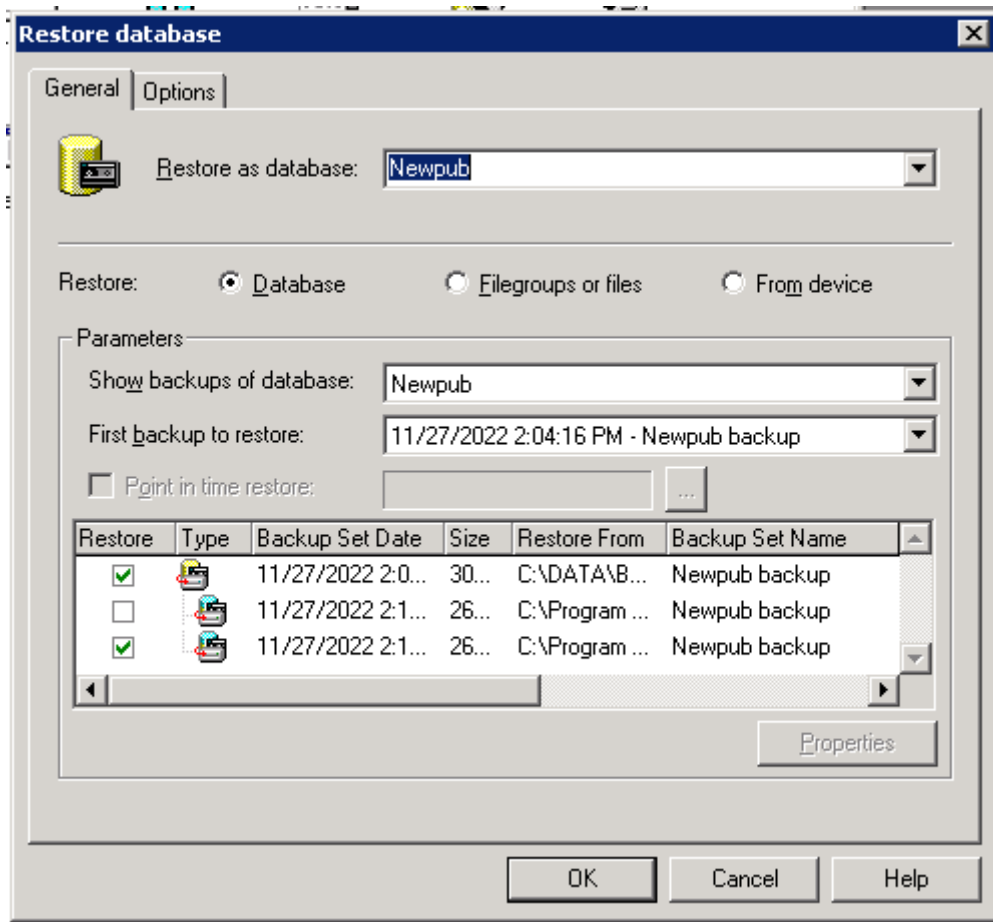 Restore database
General Options
Restore as database: Newpub
Restore: Database Filegroups or files From device
Parameters
Show backups of database: Newpub
First backup to restore: 11/27/2022 2:04:16 PM - Newpub backup
Point in time restore: ...
Restore Type Backup Set Date Size Restore From Backup Set Name
11/27/2022 2:0... 30... C:\DATA\B... Newpub backup
11/27/2022 2:1... 26... C:\Program ... Newpub backup
11/27/2022 2:1... 26... C:\Program ... Newpub backup
Properties
OK Cancel Help